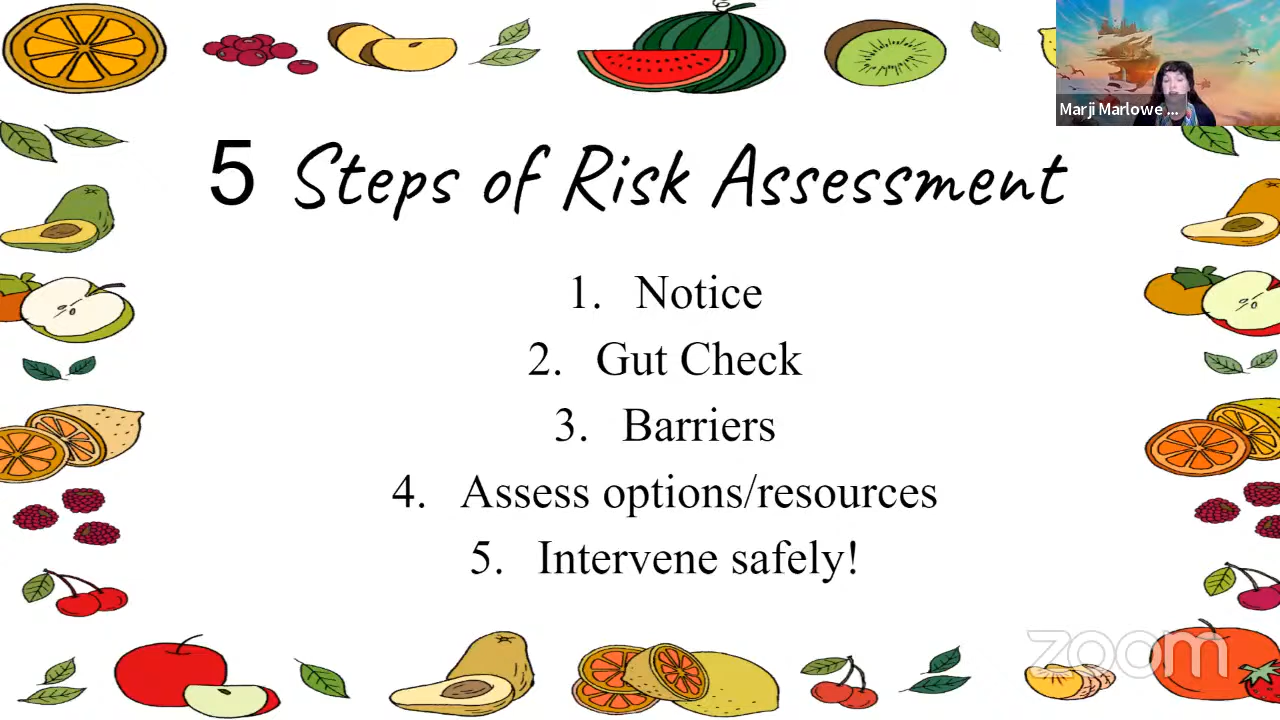 Marji Marlowe ...
5 Steps of Risk Assessment
1. Notice
2. Gut Check
3. Barriers
4. Assess options/resources
5. Intervene safely!
zoom